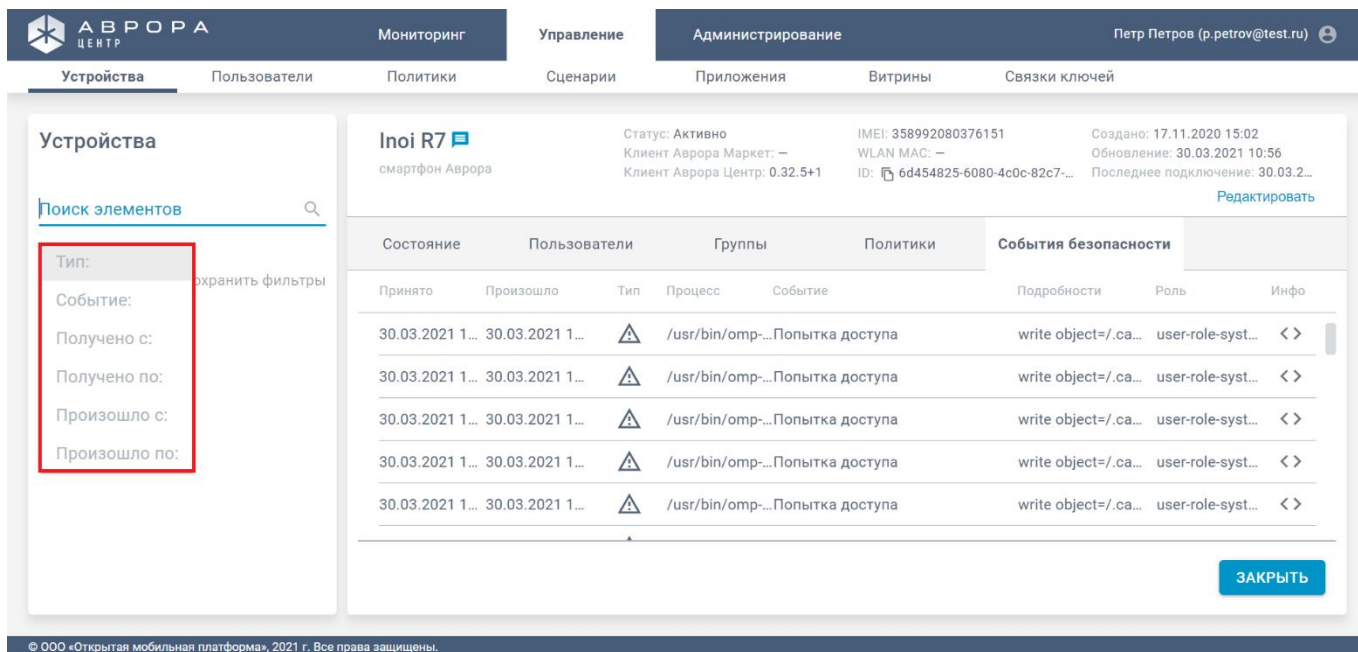 АВРОРА
ЦЕНТР
Мониторинг Управление Администрирование Петр Петров (p.petrov@test.ru)
Устройства Пользователи Политики Сценарии Приложения Витрины Связки ключей
Устройства
Поиск элементов
Тип:
охранить фильтры
Событие:
Получено с:
Получено по:
Произошло с:
Произошло по:
Inoi R7
смартфон Аврора
Статус: Активно
Клиент Аврора Маркет: —
Клиент Аврора Центр: 0.32.5+1
IMEI: 358992080376151
WLAN MAC: —
ID: 6d454825-6080-4c0c-82c7-...
Создано: 17.11.2020 15:02
Обновление: 30.03.2021 10:56
Последнее подключение: 30.03.2...
Редактировать
Состояние Пользователи Группы Политики События безопасности
Принято Произошло Тип Процесс Событие Подробности Роль Инфо
30.03.2021 1... 30.03.2021 1... /usr/bin/omp-...Попытка доступа write object=/.ca... user-role-syst... <>
30.03.2021 1... 30.03.2021 1... /usr/bin/omp-...Попытка доступа write object=/.ca... user-role-syst... <>
30.03.2021 1... 30.03.2021 1... /usr/bin/omp-...Попытка доступа write object=/.ca... user-role-syst... <>
30.03.2021 1... 30.03.2021 1... /usr/bin/omp-...Попытка доступа write object=/.ca... user-role-syst... <>
30.03.2021 1... 30.03.2021 1... /usr/bin/omp-...Попытка доступа write object=/.ca... user-role-syst... <>
ЗАКРЫТЬ
© ООО «Открытая мобильная платформа», 2021 г. Все права защищены.